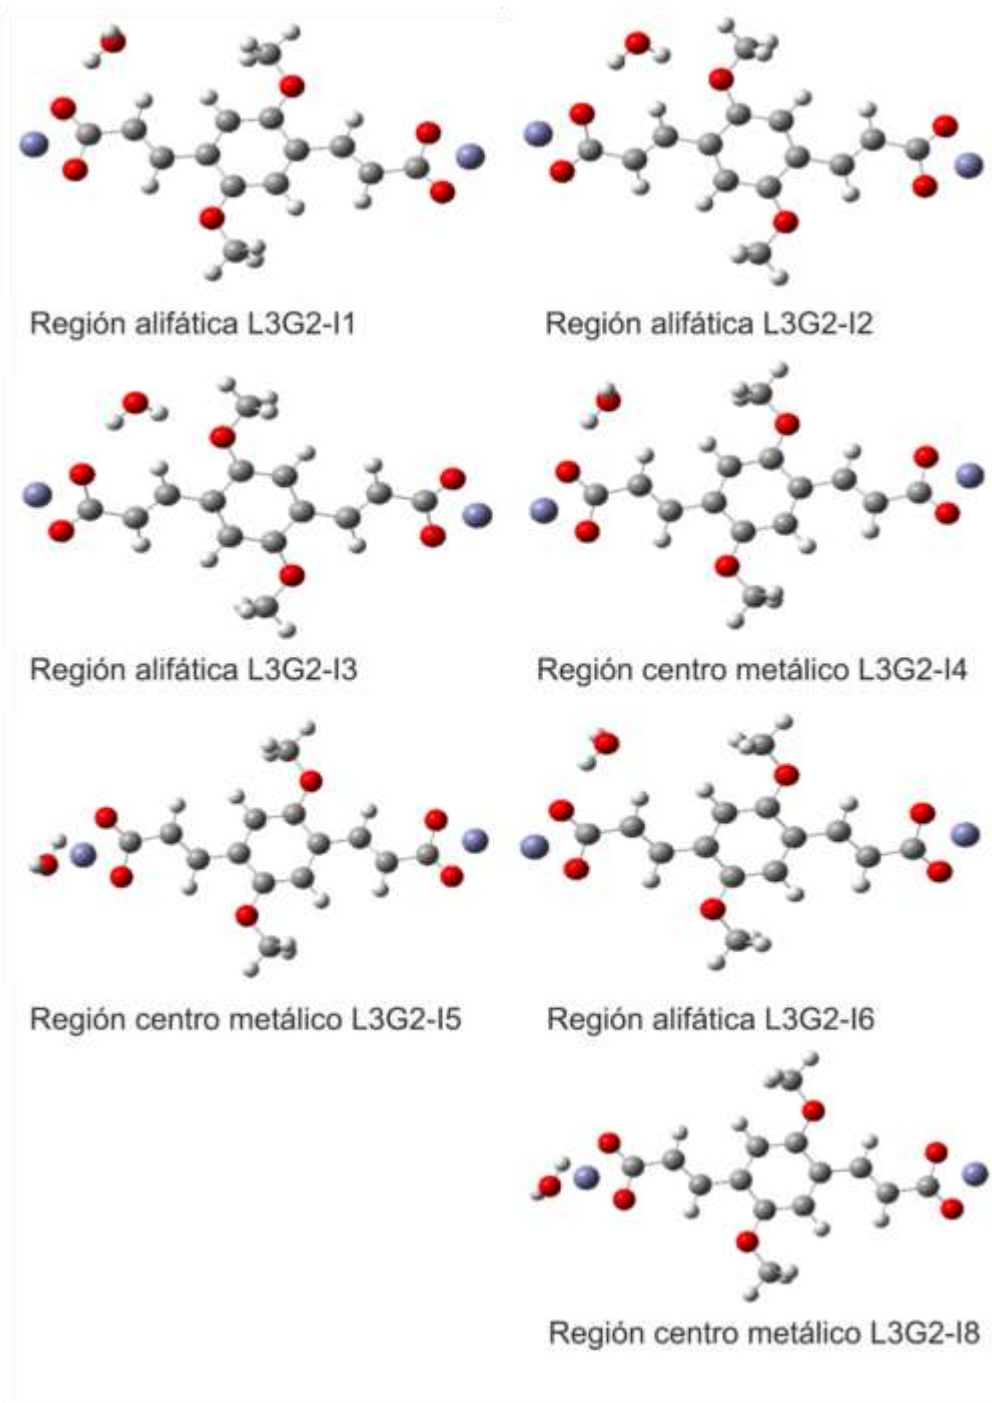 Región alifática L3G2-I1
Región alifática L3G2-I2
Región alifática L3G2-I3
Región centro metálico L3G2-I4
Región centro metálico L3G2-I5
Región alifática L3G2-I6
Región centro metálico L3G2-I8